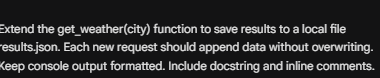 Extend the get_weather(city) function to save results to a local file
results.json. Each new request should append data without overwriting.
Keep console output formatted. Include docstring and inline comments.